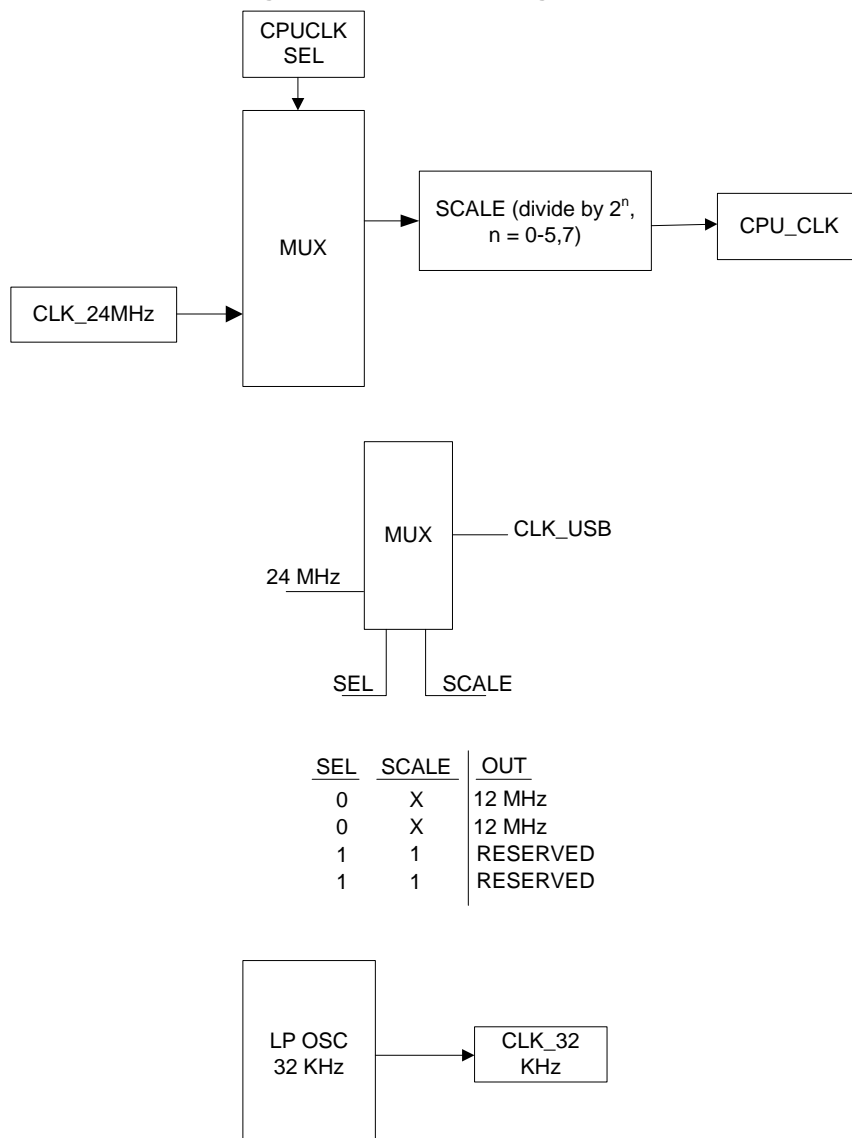 CPUCLK
SEL
MUX
SCALE (divide by 2ⁿ,
n = 0-5,7)
CPU_CLK
CLK_24MHz
MUX
CLK_USB
24 MHz
SEL
SCALE
SEL SCALE OUT
0 X 12 MHz
0 X 12 MHz
1 1 RESERVED
1 1 RESERVED
LP OSC
32 KHz
CLK_32
KHz